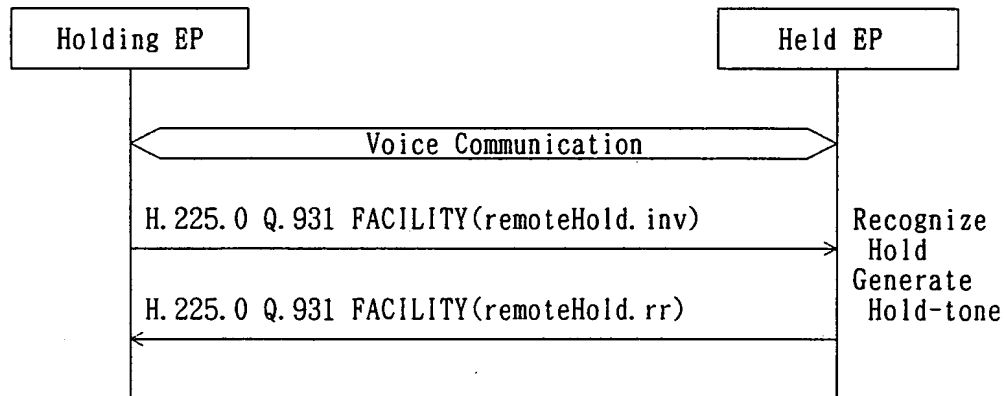 Holding EP
Held EP
Voice Communication
H.225.0 Q.931 FACILITY(remoteHold.inv)
Recognize
Hold
Generate
Hold-tone
H.225.0 Q.931 FACILITY(remoteHold.rr)